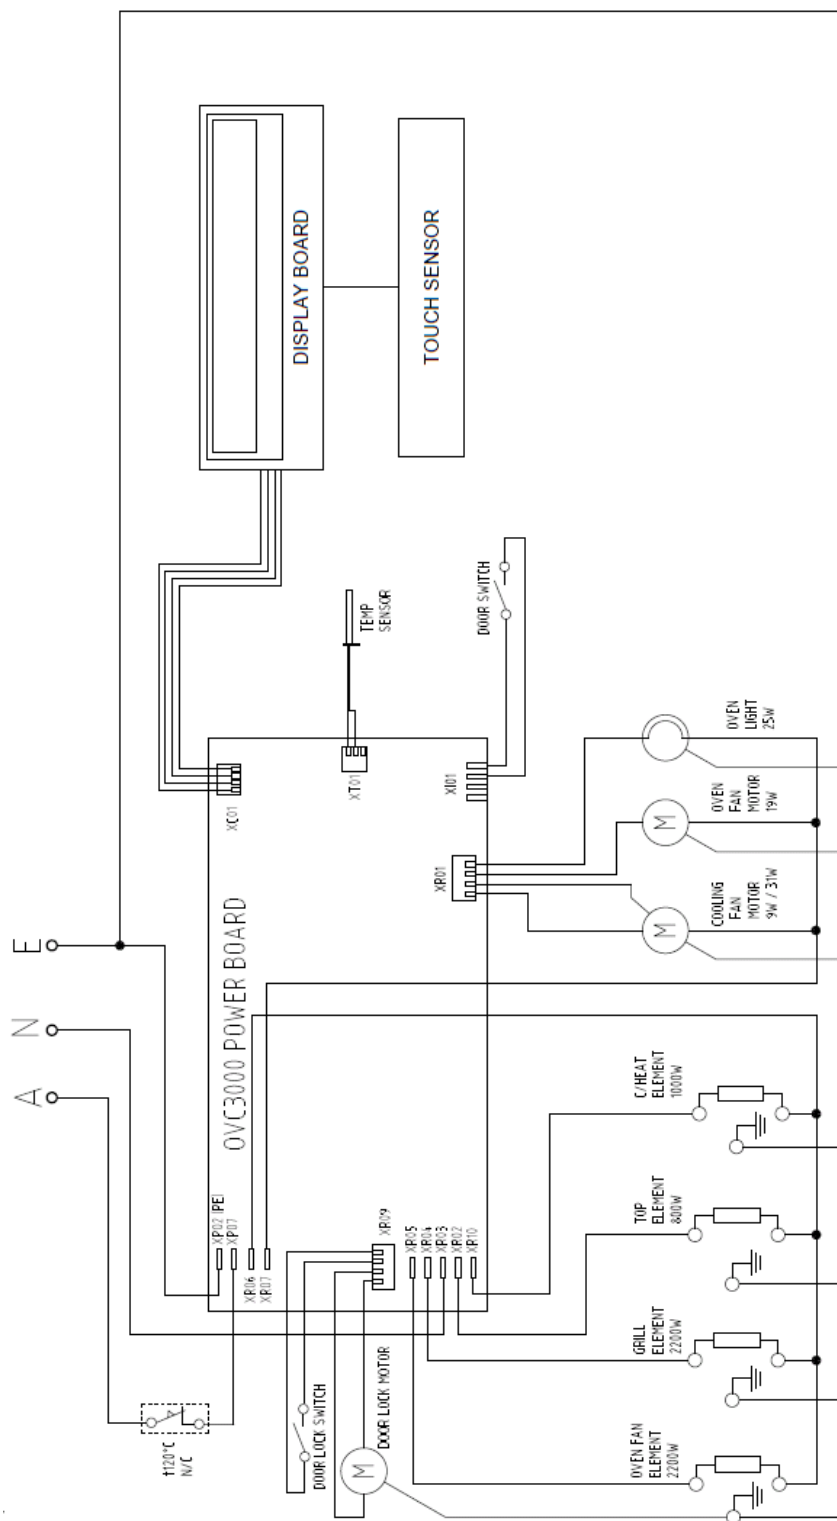 A
N
E
t120°C
N/C
OVC3000 POWER BOARD
XP02 (PE)
XP07
XR06
XR07
XR09
XR05
XR04
XR03
XR02
XR10
XC01
XT01
XI01
XR01
DISPLAY BOARD
TOUCH SENSOR
TEMP
SENSOR
DOOR SWITCH
DOOR LOCK SWITCH
DOOR LOCK MOTOR
M
OVEN FAN
ELEMENT
2200W
GRILL
ELEMENT
2200W
TOP
ELEMENT
800W
C/HEAT
ELEMENT
1000W
COOLING
FAN
MOTOR
9W / 31W
M
OVEN
FAN
MOTOR
19W
M
OVEN
LIGHT
25W